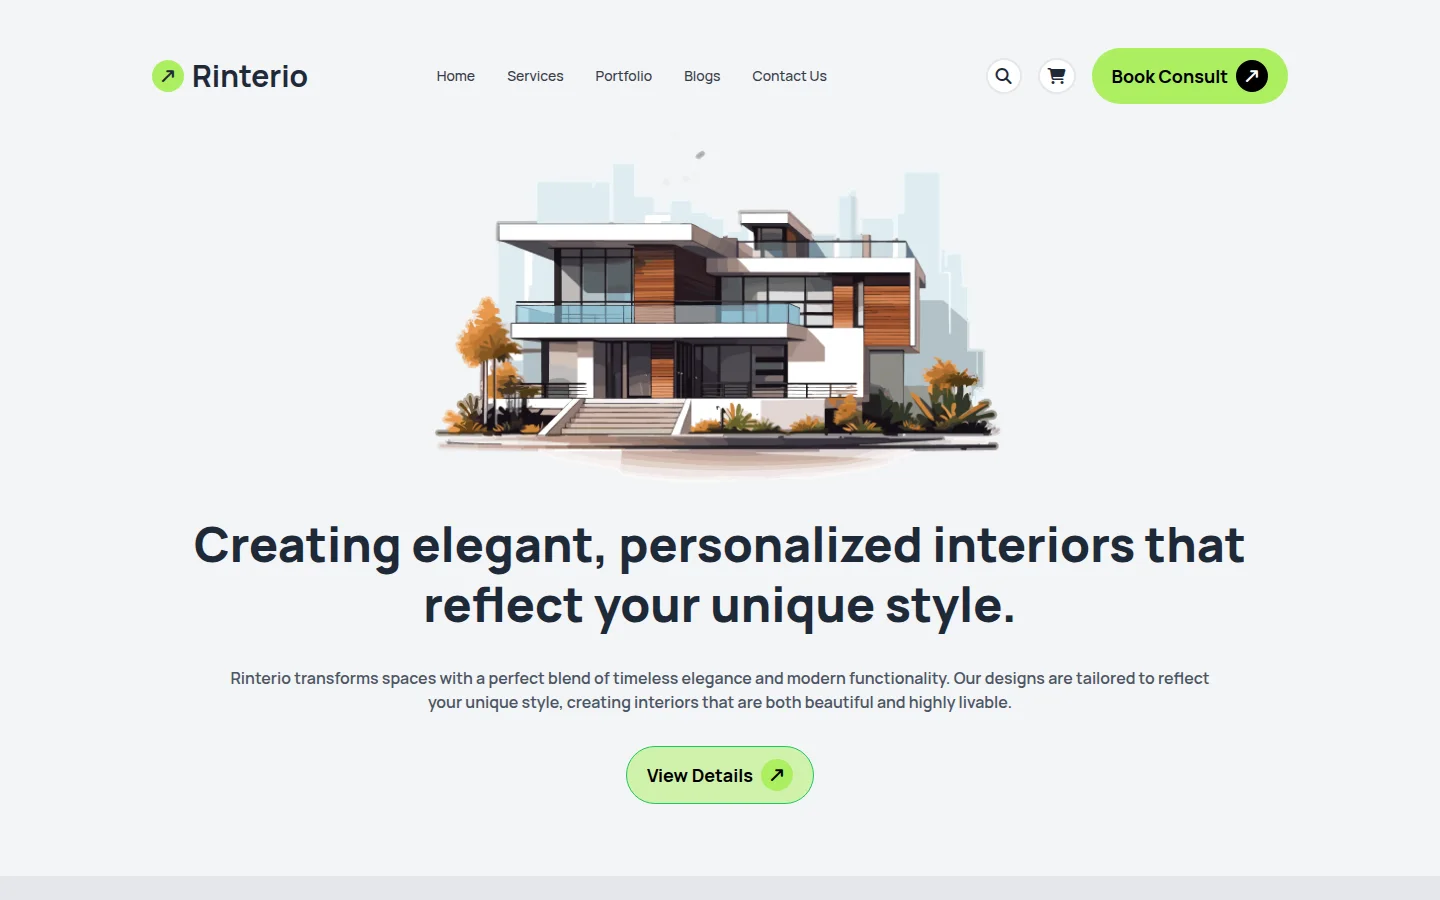 Rinterio
Home
Services
Portfolio
Blogs
Contact Us
Book Consult
Creating elegant, personalized interiors that
reflect your unique style.
Rinterio transforms spaces with a perfect blend of timeless elegance and modern functionality. Our designs are tailored to reflect
your unique style, creating interiors that are both beautiful and highly livable.
View Details